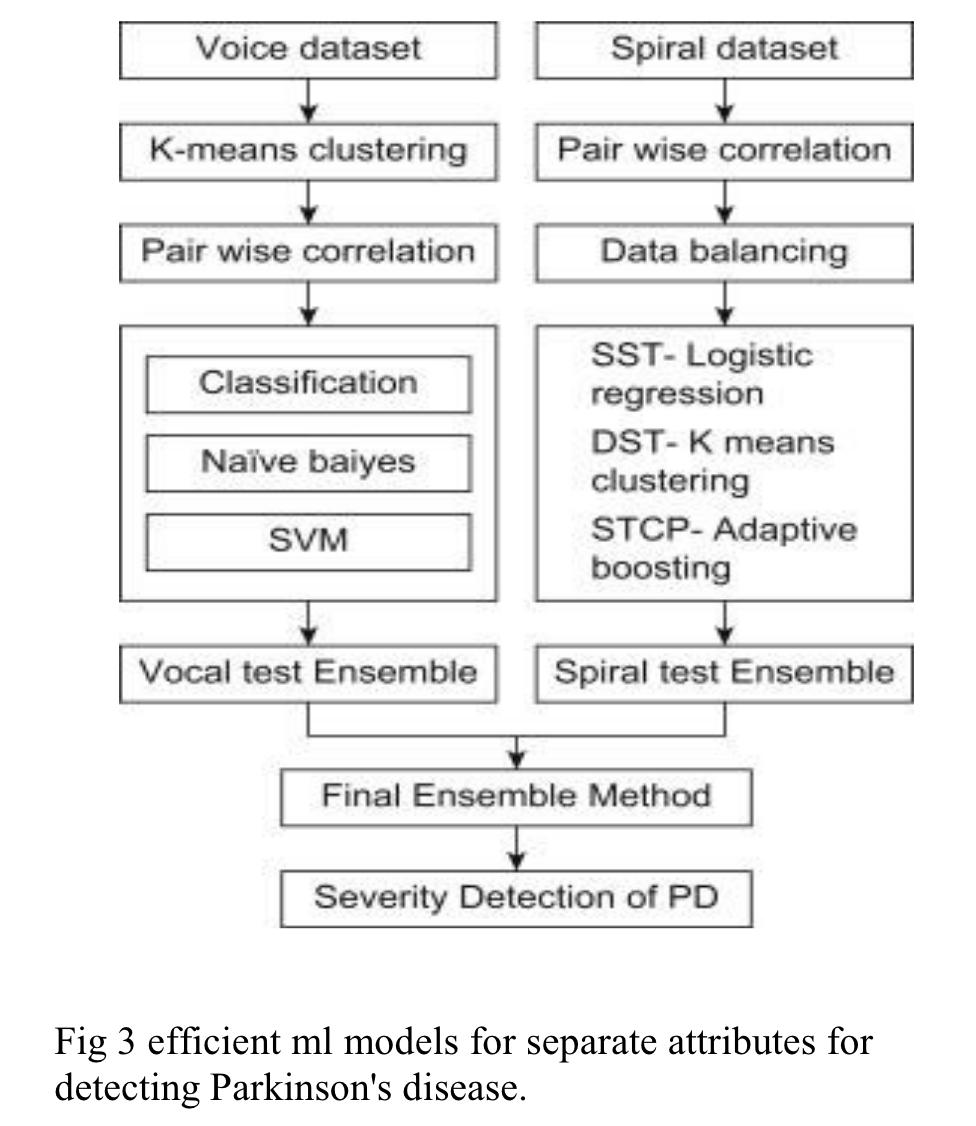 Voice dataset
K-means clustering
Pair wise correlation
Classification
Naïve baiyes
SVM
Vocal test Ensemble
Spiral dataset
Pair wise correlation
Data balancing
SST- Logistic
regression
DST- K means
clustering
STCP- Adaptive
boosting
Spiral test Ensemble
Final Ensemble Method
Severity Detection of PD
Fig 3 efficient ml models for separate attributes for
detecting Parkinson's disease.